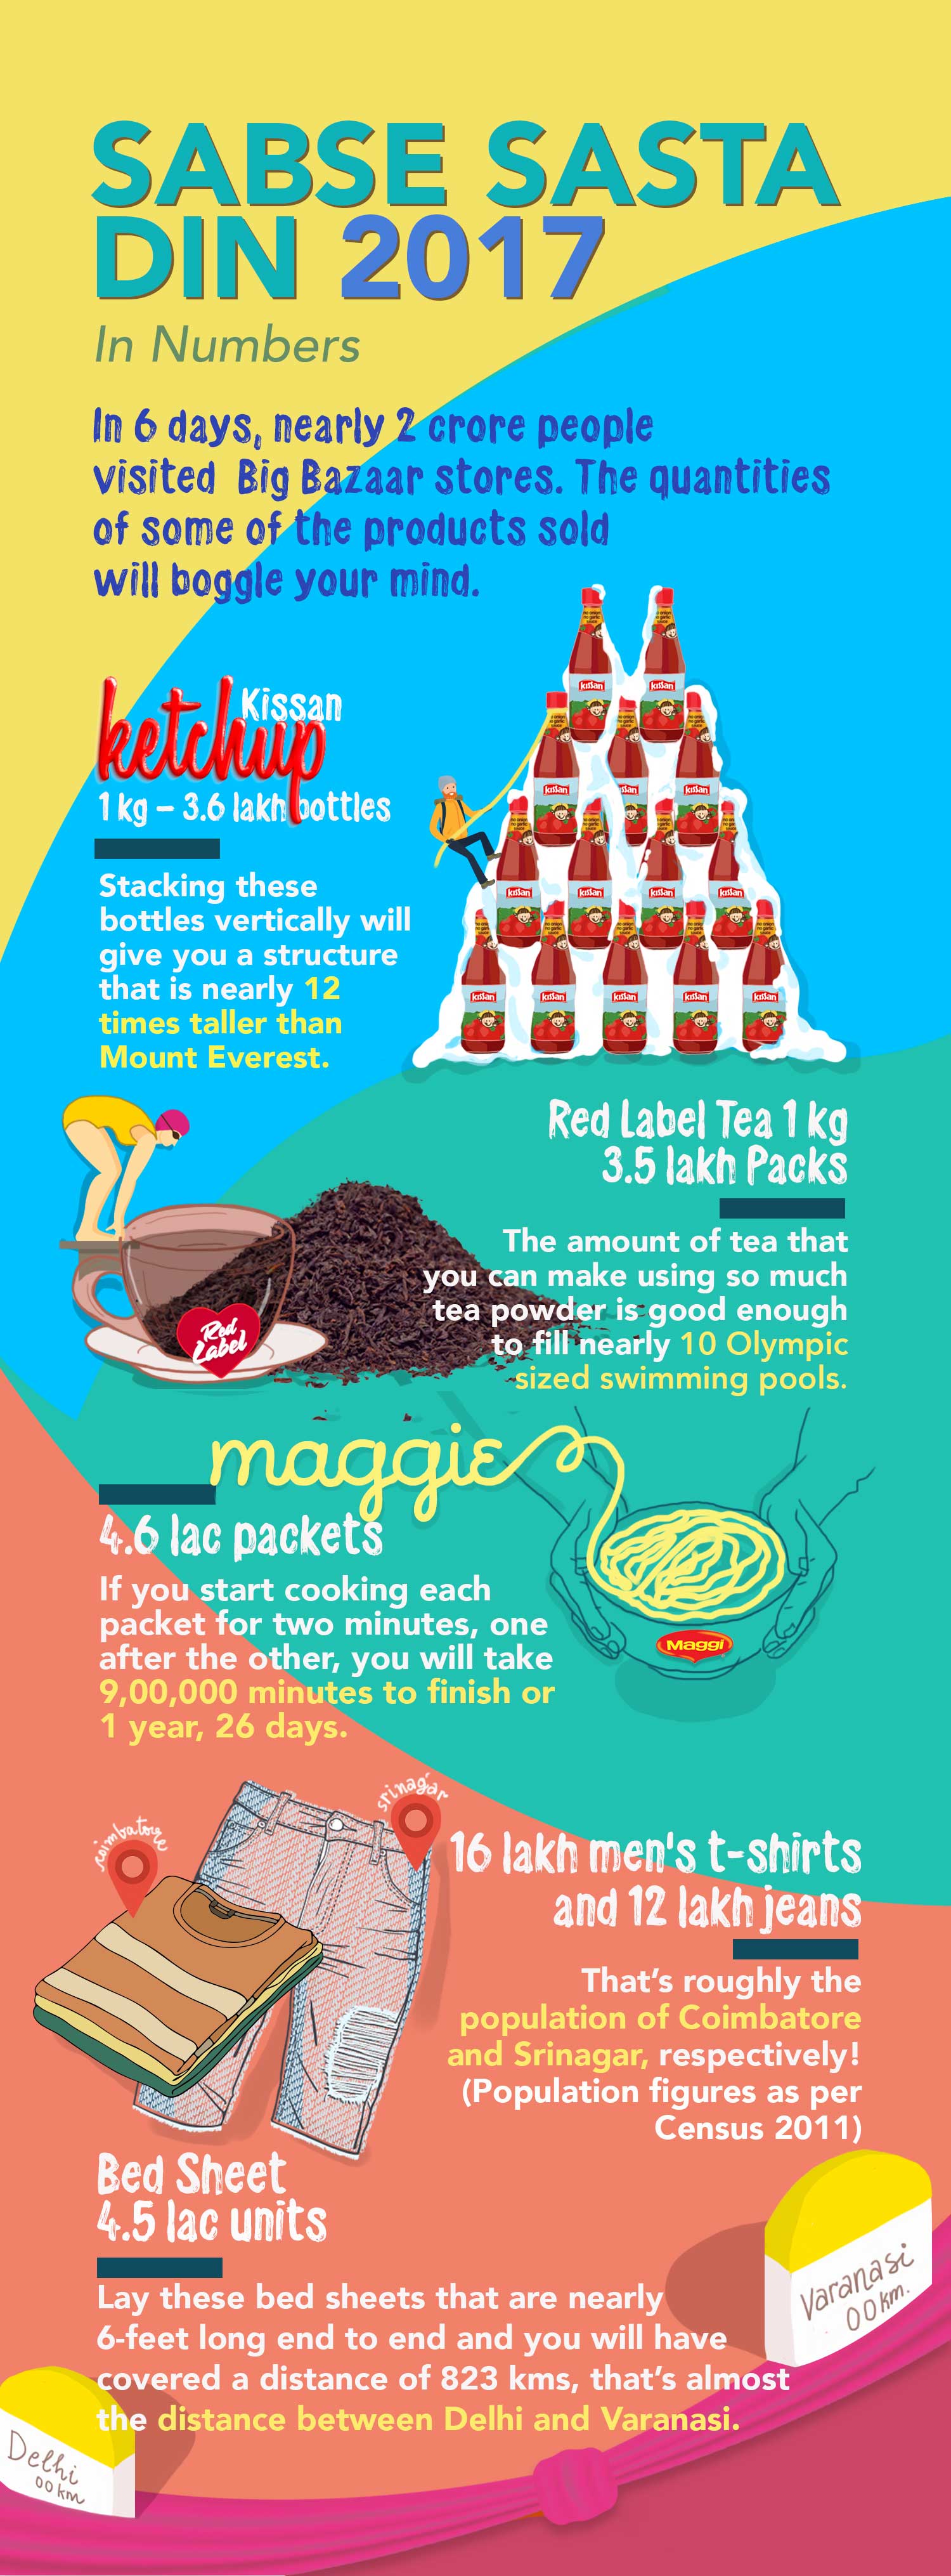 SABSE SASTA
DIN 2017
In Numbers
In 6 days, nearly 2 crore people
visited Big Bazaar stores. The quantities
of some of the products sold
will boggle your mind.
Kissan
ketchup
1 kg – 3.6 lakh bottles
Stacking these
bottles vertically will
give you a structure
that is nearly 12
times taller than
Mount Everest.
Kissan
Red Label Tea 1 kg
3.5 lakh Packs
The amount of tea that
you can make using so much
tea powder is good enough
to fill nearly 10 Olympic
sized swimming pools.
Red
Label
maggie
4.6 lac packets
If you start cooking each
packet for two minutes, one
after the other, you will take
9,00,000 minutes to finish or
1 year, 26 days.
Maggi
coimbatore
srinagar
16 lakh men's t-shirts
and 12 lakh jeans
That's roughly the
population of Coimbatore
and Srinagar, respectively!
(Population figures as per
Census 2011)
Bed Sheet
4.5 lac units
Lay these bed sheets that are nearly
6-feet long end to end and you will have
covered a distance of 823 kms, that's almost
the distance between Delhi and Varanasi.
Varanasi
00 km.
Delhi
00 km